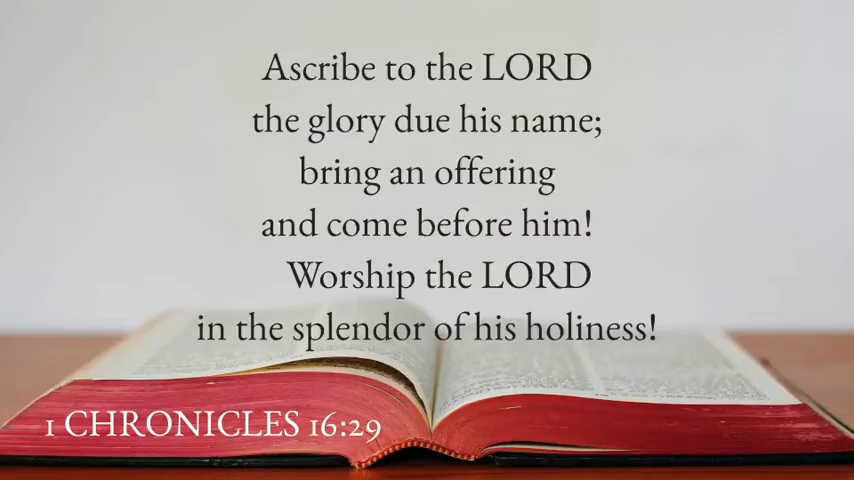 Ascribe to the LORD
the glory due his name;
bring an offering
and come before him!
Worship the LORD
in the splendor of his holiness!
1 CHRONICLES 16:29